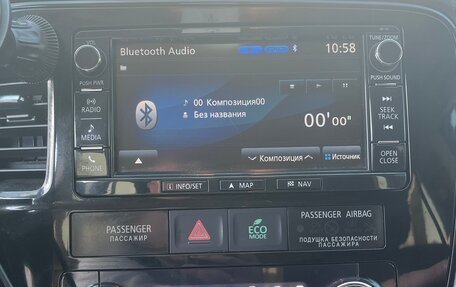 VOL
PUSH PWR
RADIO
MEDIA
PHONE
Bluetooth Audio
10:58
00 Композиция00
Без названия
00'00"
Композиция
Источник
TUNE/ZOOM
PUSH SOUND
SEEK
TRACK
OPEN
CLOSE
INFO/SET
MAP
NAV
PASSENGER
ПАССАЖИР
ECO
MODE
PASSENGER AIRBAG
ПОДУШКА БЕЗОПАСНОСТИ
ПАССАЖИРА